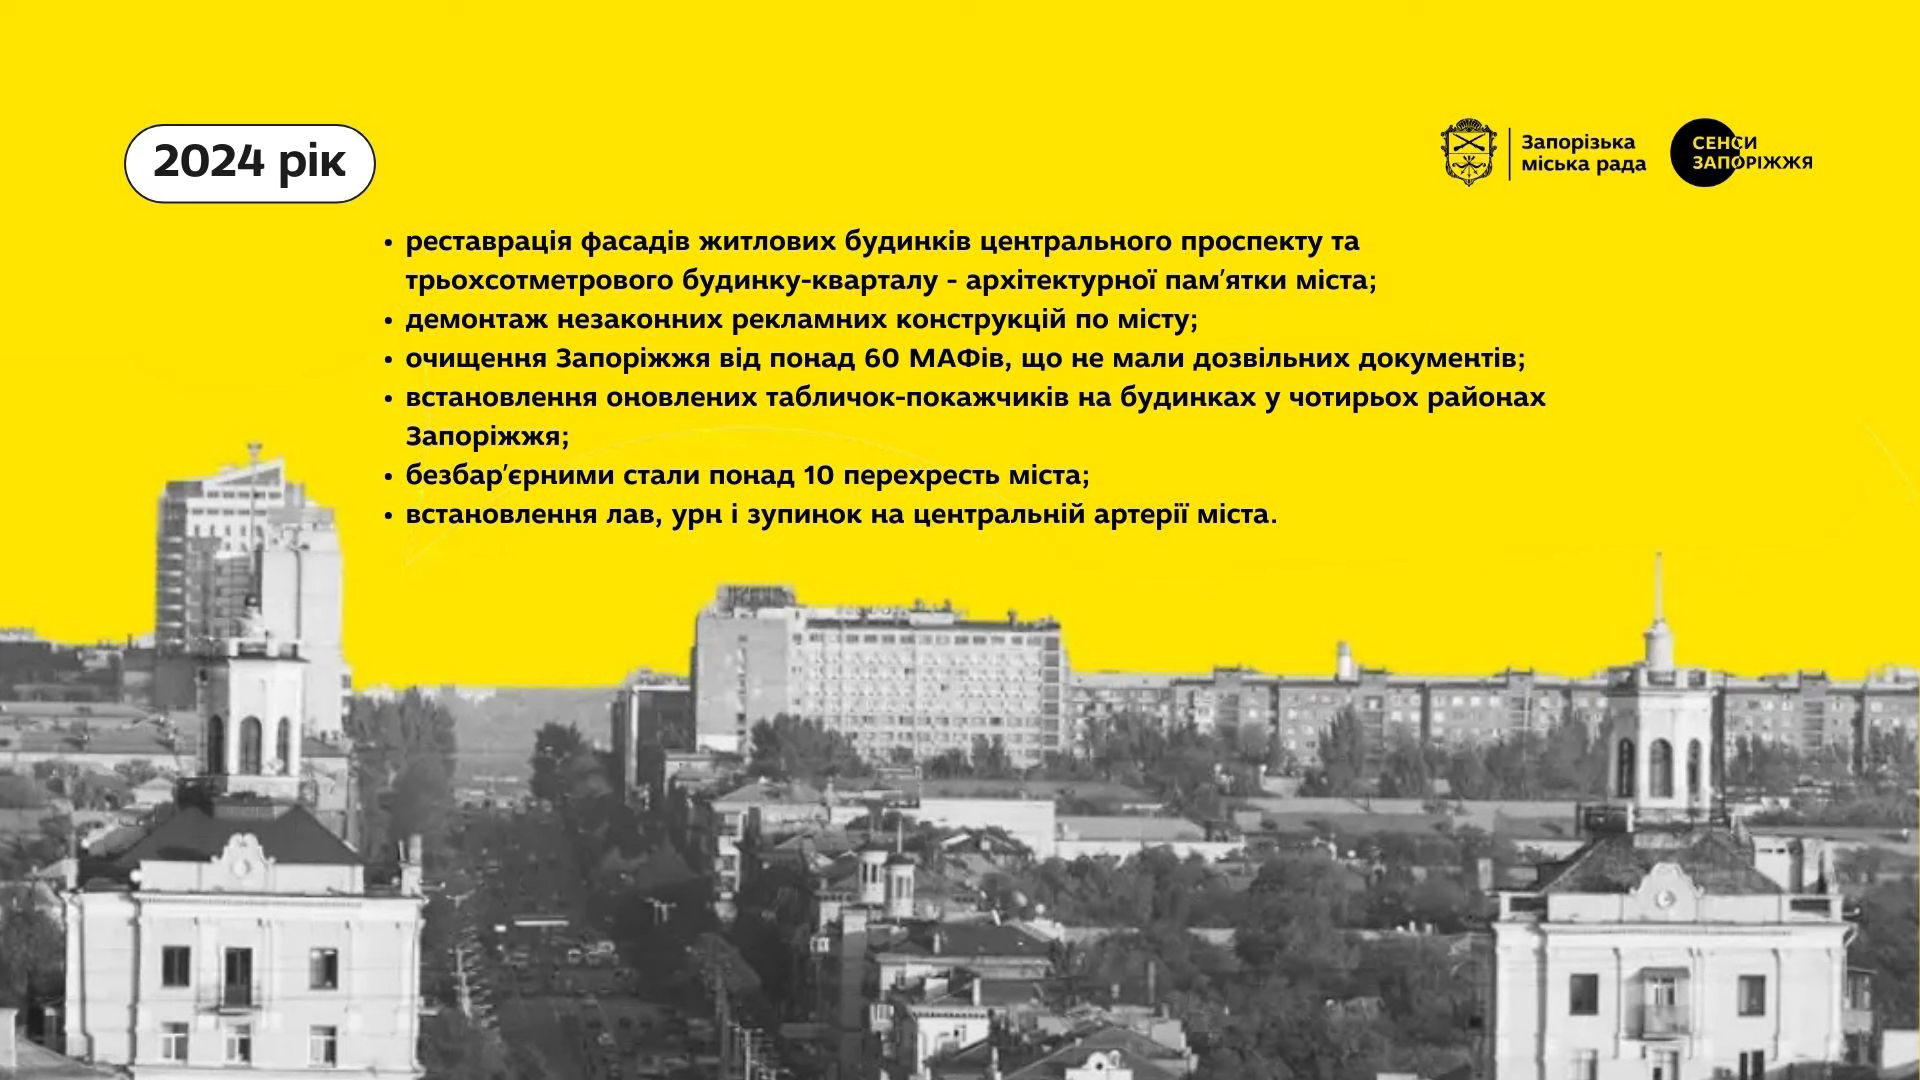 2024 рік
Запорізька
міська рада
СЕНСИ
ЗАПОРІЖЖЯ
• реставрація фасадів житлових будинків центрального проспекту та
трьохсотметрового будинку-кварталу - архітектурної пам’ятки міста;
• демонтаж незаконних рекламних конструкцій по місту;
• очищення Запоріжжя від понад 60 МАФів, що не мали дозвільних документів;
• встановлення оновлених табличок-покажчиків на будинках у чотирьох районах
Запоріжжя;
• безбар’єрними стали понад 10 перехресть міста;
• встановлення лав, урн і зупинок на центральній артерії міста.